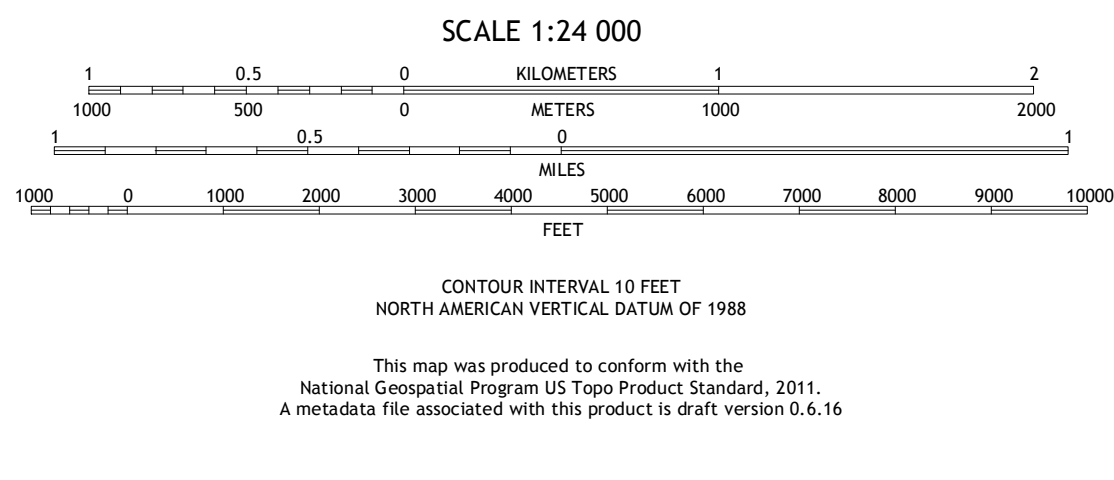 SCALE 1:24 000
1 0.5 0 KILOMETERS 1 2
1000 500 0 METERS 1000 2000
1 0.5 0 1
MILES
1000 0 1000 2000 3000 4000 5000 6000 7000 8000 9000 10000
FEET
CONTOUR INTERVAL 10 FEET
NORTH AMERICAN VERTICAL DATUM OF 1988
This map was produced to conform with the
National Geospatial Program US Topo Product Standard, 2011.
A metadata file associated with this product is draft version 0.6.16